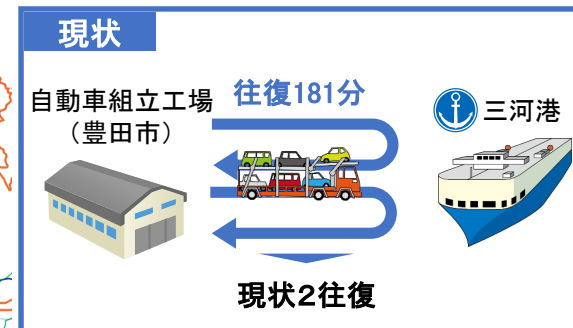 現状
自動車組立工場
（豊田市）
往復181分
三河港
現状2往復